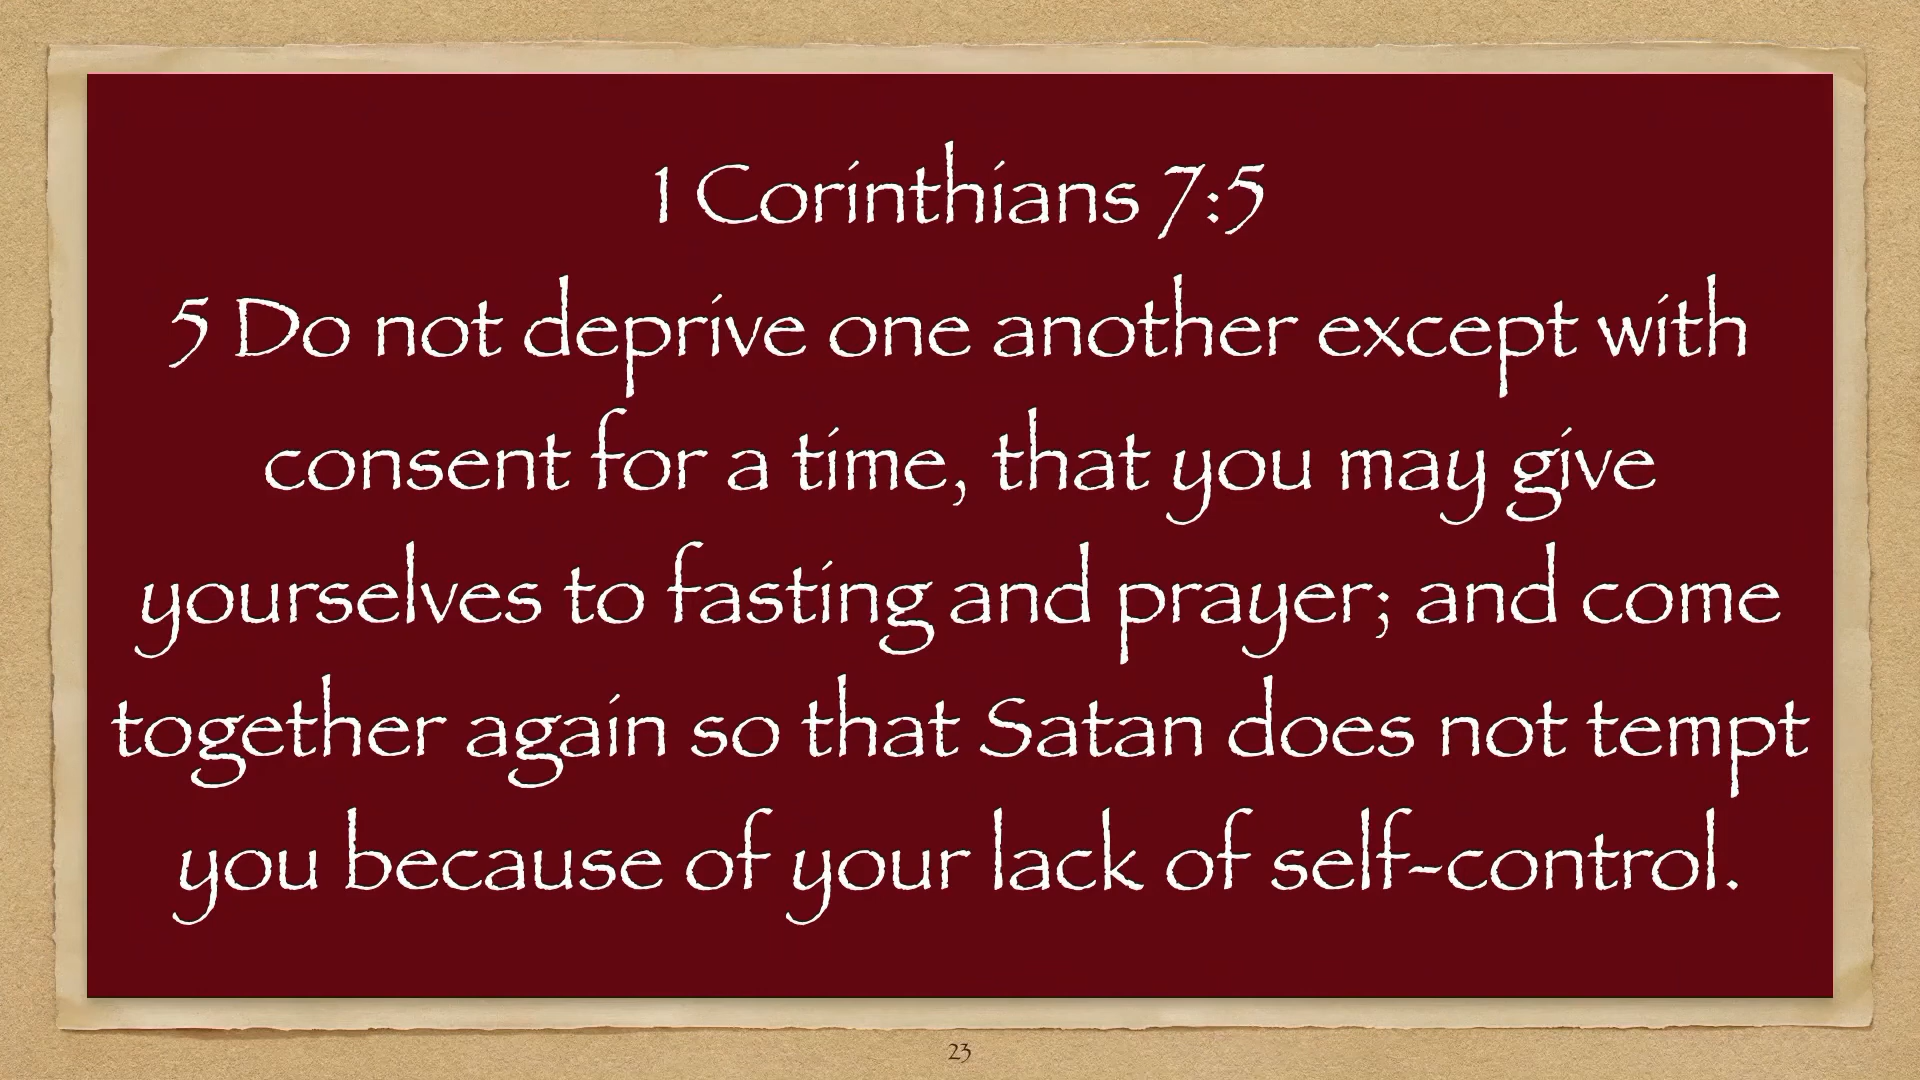 1 Corinthians 7:5
5 Do not deprive one another except with
consent for a time, that you may give
yourselves to fasting and prayer; and come
together again so that Satan does not tempt
you because of your lack of self-control.
23